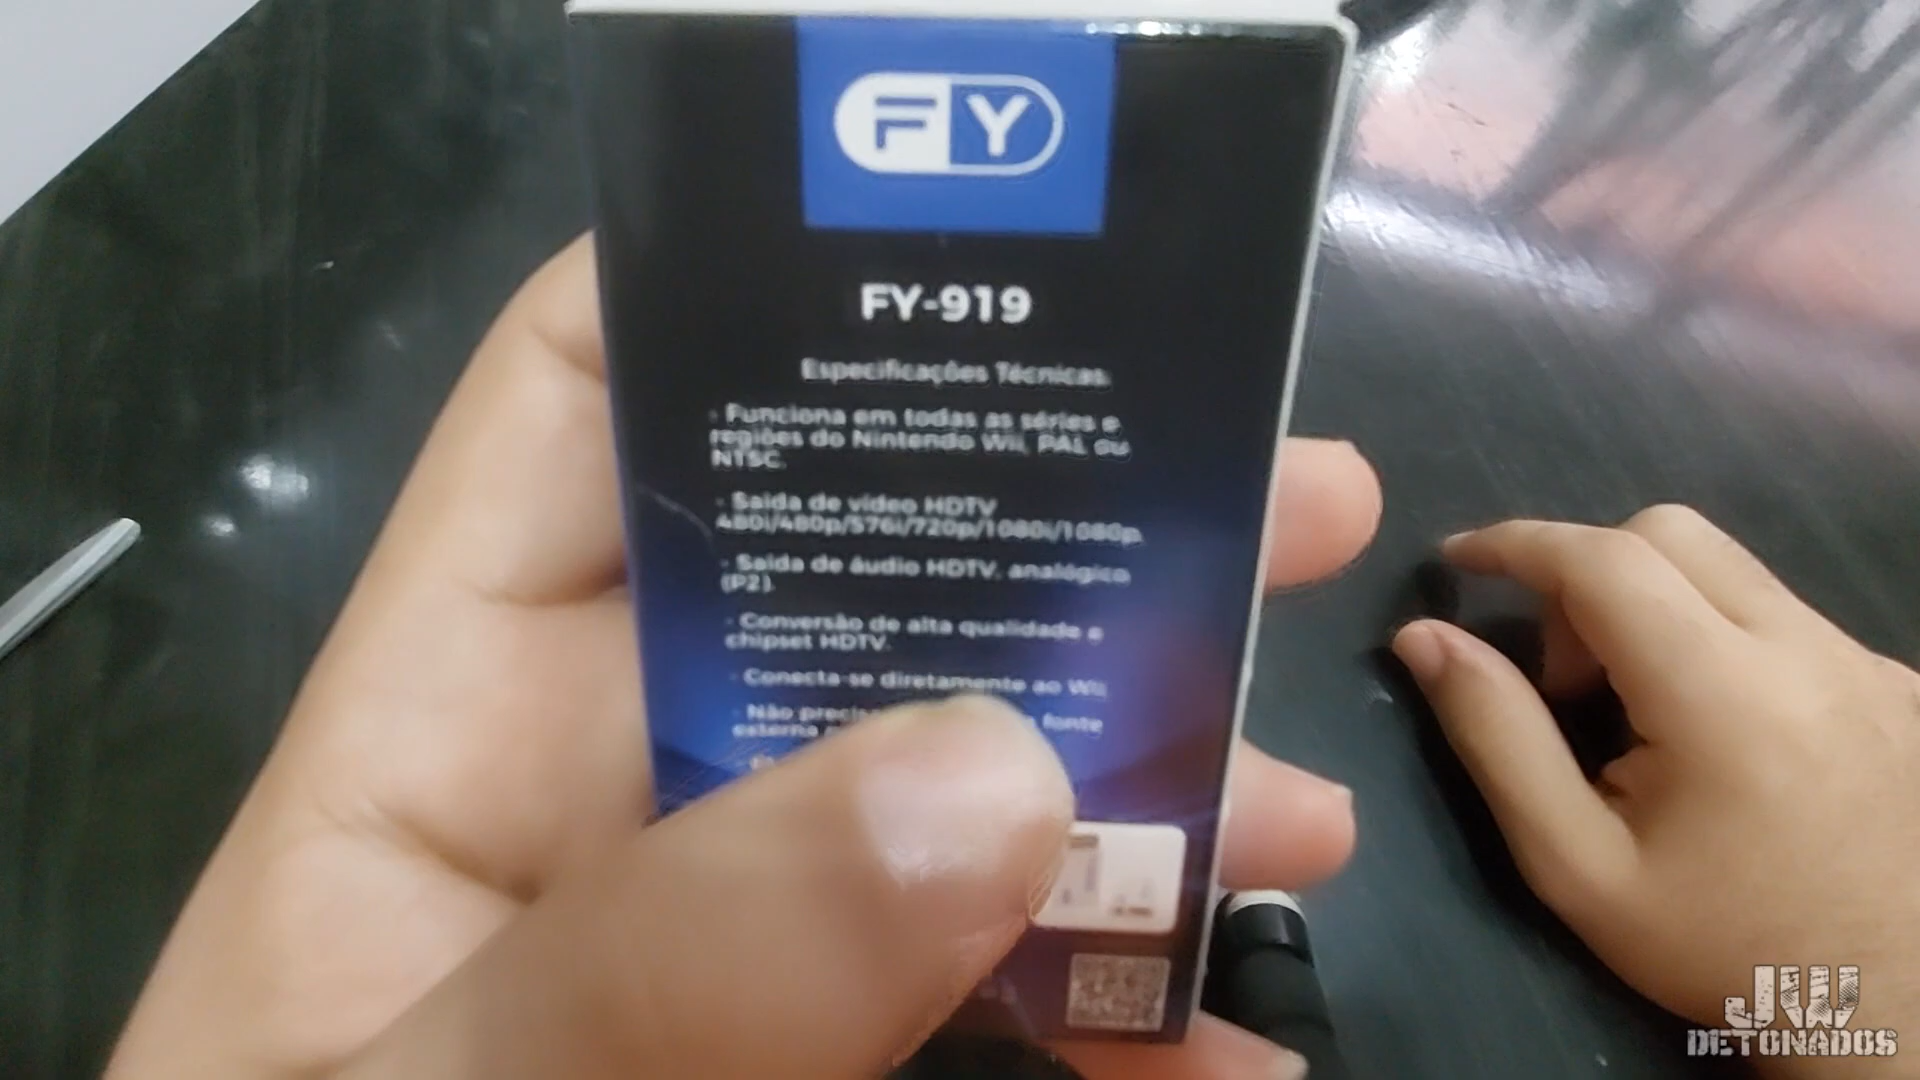 FY
FY-919
Especificações Técnicas:
- Funciona em todas as séries e
regiões do Nintendo Wii, PAL ou
NTSC.
- Saída de vídeo HDTV
480i/480p/576i/720p/1080i/1080p.
- Saída de áudio HDTV, analógico
(P2).
- Conversão de alta qualidade e
chipset HDTV.
- Conecta-se diretamente ao Wii
- Não fonte
externa
JW
DETONADOS